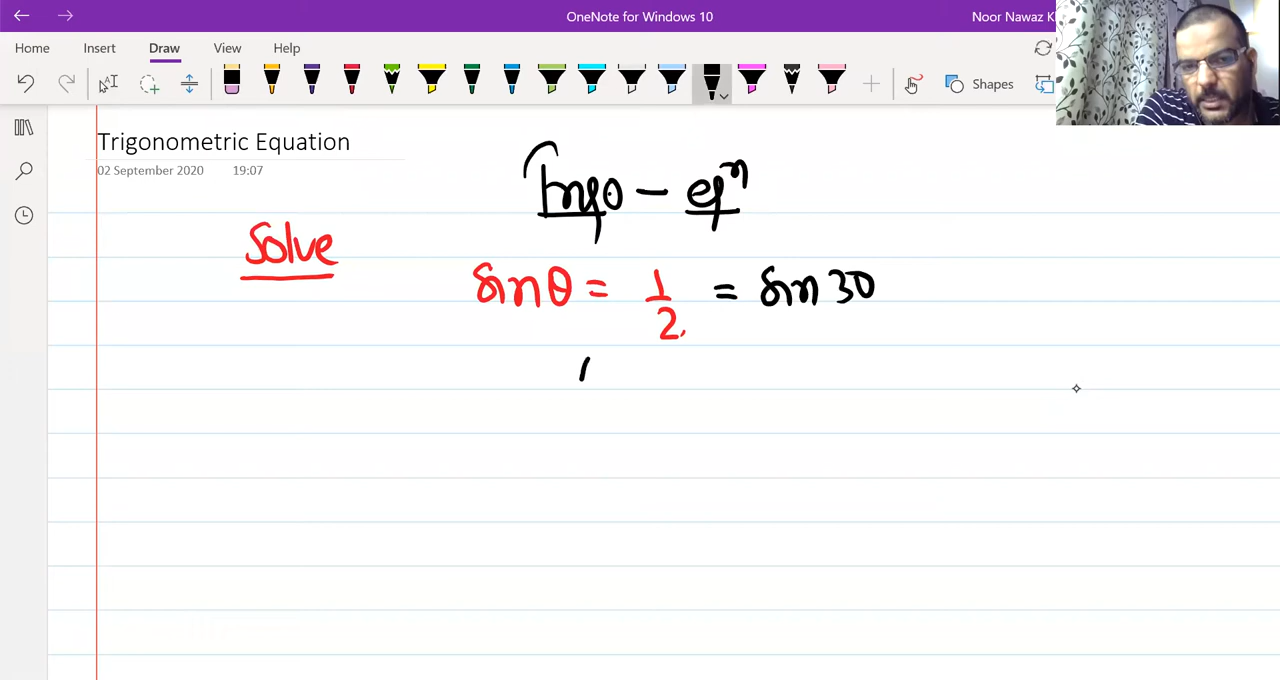 OneNote for Windows 10
Noor Nawaz K
Home Insert Draw View Help
Shapes
Trigonometric Equation
02 September 2020 19:07
Trigo - eqⁿ
Solve
sinθ = 1/2 = sin 30